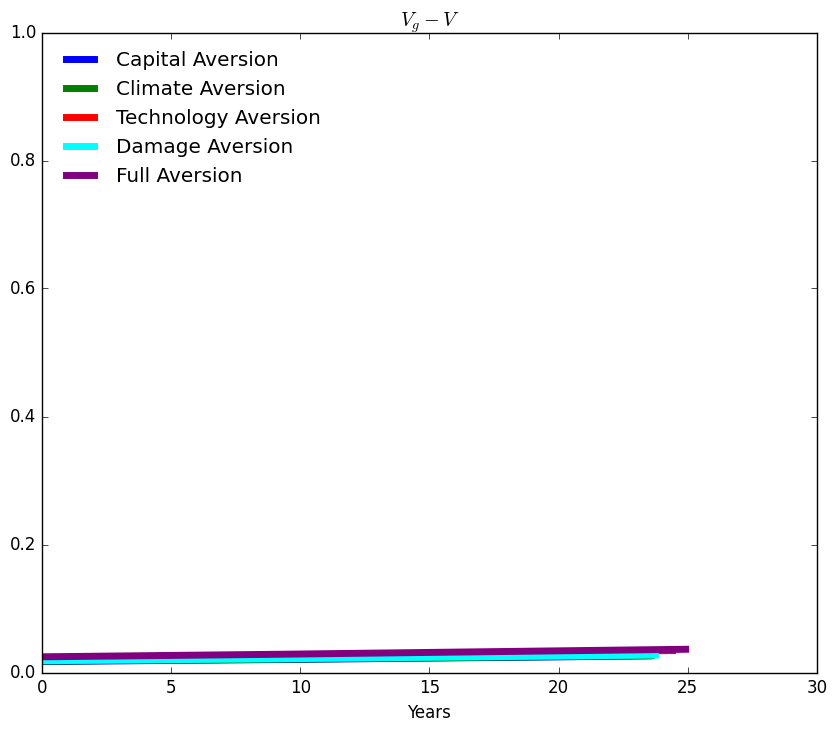 V_g − V
1.0
Capital Aversion
Climate Aversion
Technology Aversion
Damage Aversion
Full Aversion
0.8
0.6
0.4
0.2
0.0
0 5 10 15 20 25 30
Years